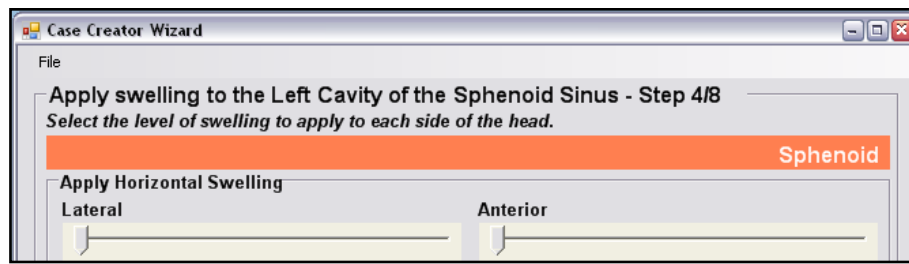 Case Creator Wizard
File
Apply swelling to the Left Cavity of the Sphenoid Sinus - Step 4/8
Select the level of swelling to apply to each side of the head.
Sphenoid
Apply Horizontal Swelling
Lateral Anterior